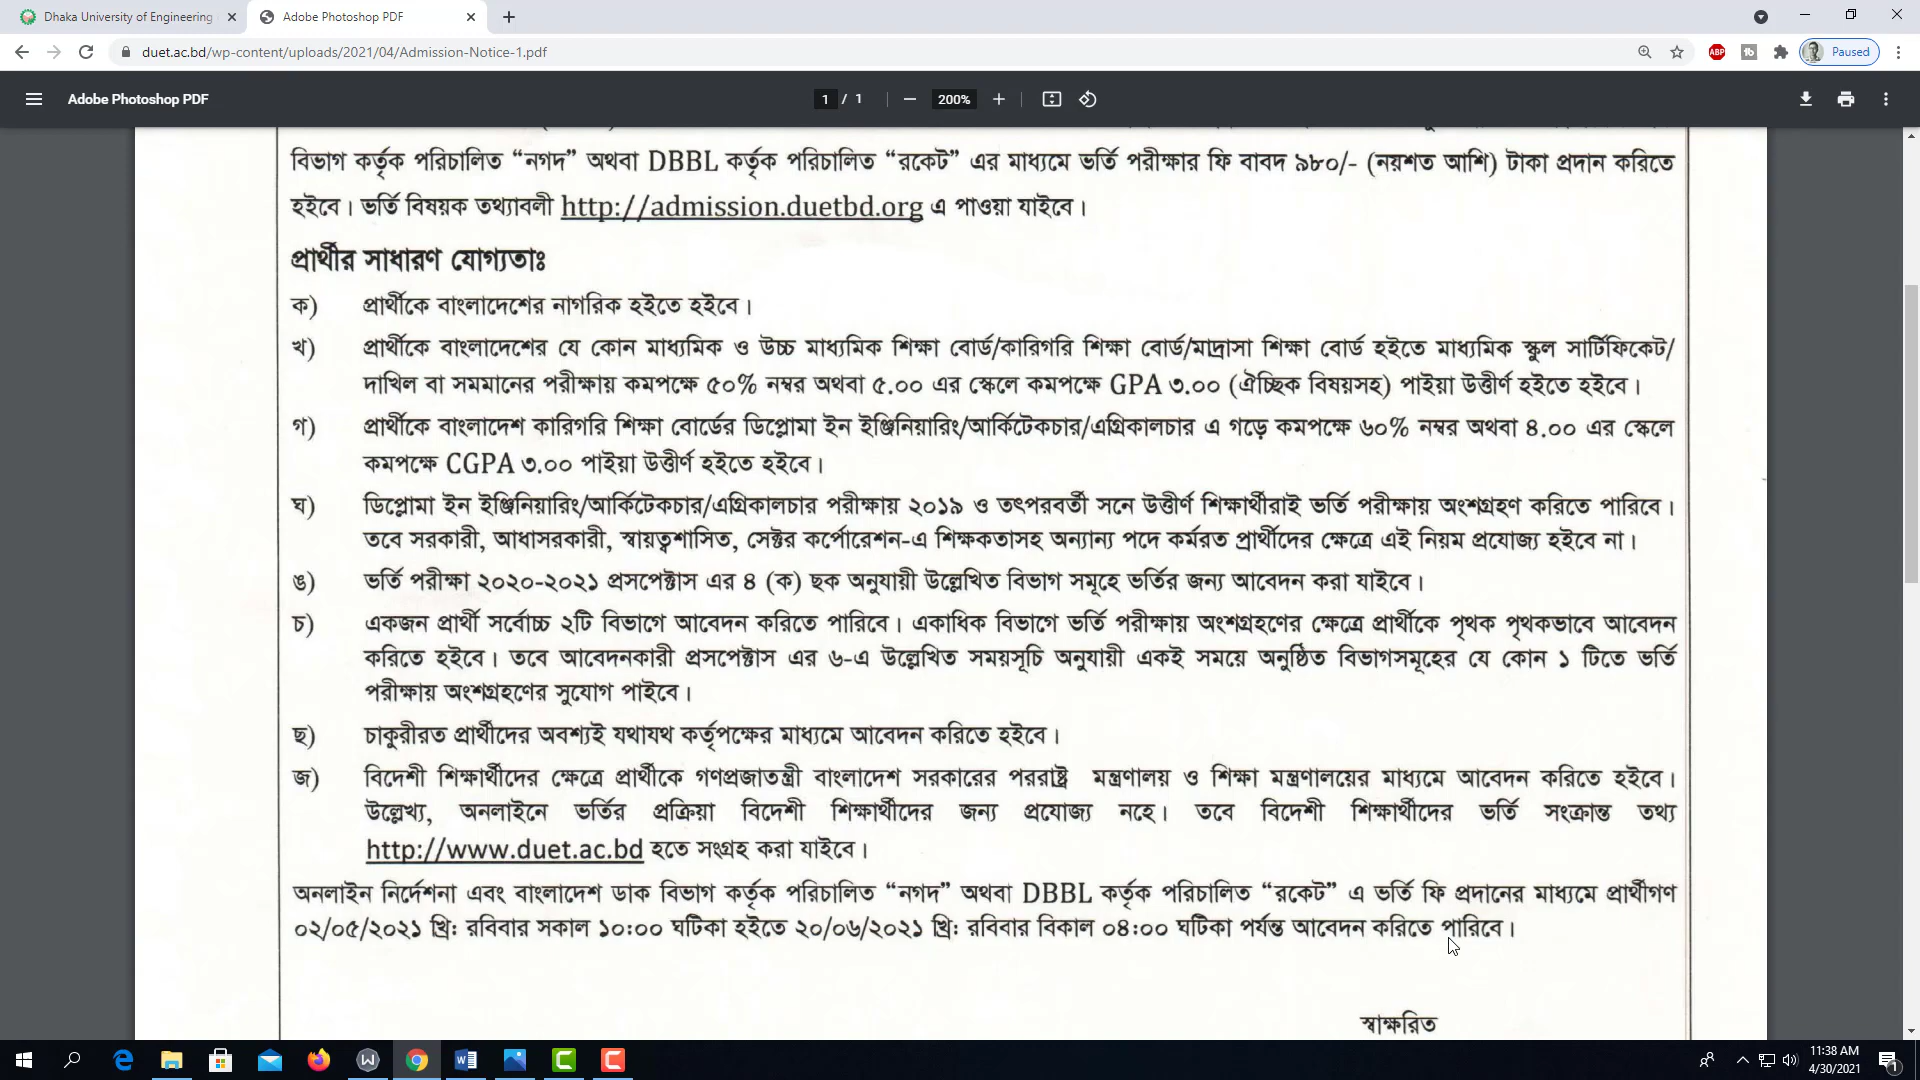 Dhaka University of Engineering
Adobe Photoshop PDF
duet.ac.bd/wp-content/uploads/2021/04/Admission-Notice-1.pdf
ABP
Paused
Adobe Photoshop PDF
1 / 1
200%
বিভাগ কর্তৃক পরিচালিত “নগদ” অথবা DBBL কর্তৃক পরিচালিত “রকেট” এর মাধ্যমে ভর্তি পরীক্ষার ফি বাবদ ৯৮০/- (নয়শত আশি) টাকা প্রদান করিতে
হইবে। ভর্তি বিষয়ক তথ্যাবলী http://admission.duetbd.org এ পাওয়া যাইবে।
প্রার্থীর সাধারণ যোগ্যতাঃ
ক) প্রার্থীকে বাংলাদেশের নাগরিক হইতে হইবে।
খ) প্রার্থীকে বাংলাদেশের যে কোন মাধ্যমিক ও উচ্চ মাধ্যমিক শিক্ষা বোর্ড/কারিগরি শিক্ষা বোর্ড/মাদ্রাসা শিক্ষা বোর্ড হইতে মাধ্যমিক স্কুল সার্টিফিকেট/
দাখিল বা সমমানের পরীক্ষায় কমপক্ষে ৫০% নম্বর অথবা ৫.০০ এর স্কেলে কমপক্ষে GPA ৩.০০ (ঐচ্ছিক বিষয়সহ) পাইয়া উত্তীর্ণ হইতে হইবে।
গ) প্রার্থীকে বাংলাদেশ কারিগরি শিক্ষা বোর্ডের ডিপ্লোমা ইন ইঞ্জিনিয়ারিং/আর্কিটেকচার/এগ্রিকালচার এ গড়ে কমপক্ষে ৬০% নম্বর অথবা ৪.০০ এর স্কেলে
কমপক্ষে CGPA ৩.০০ পাইয়া উত্তীর্ণ হইতে হইবে।
ঘ) ডিপ্লোমা ইন ইঞ্জিনিয়ারিং/আর্কিটেকচার/এগ্রিকালচার পরীক্ষায় ২০১৯ ও তৎপরবর্তী সনে উত্তীর্ণ শিক্ষার্থীরাই ভর্তি পরীক্ষায় অংশগ্রহণ করিতে পারিবে।
তবে সরকারী, আধাসরকারী, স্বায়ত্বশাসিত, সেক্টর কর্পোরেশন-এ শিক্ষকতাসহ অন্যান্য পদে কর্মরত প্রার্থীদের ক্ষেত্রে এই নিয়ম প্রযোজ্য হইবে না।
ঙ) ভর্তি পরীক্ষা ২০২০-২০২১ প্রসপেক্টাস এর ৪ (ক) ছক অনুযায়ী উল্লেখিত বিভাগ সমূহে ভর্তির জন্য আবেদন করা যাইবে।
চ) একজন প্রার্থী সর্বোচ্চ ২টি বিভাগে আবেদন করিতে পারিবে। একাধিক বিভাগে ভর্তি পরীক্ষায় অংশগ্রহণের ক্ষেত্রে প্রার্থীকে পৃথক পৃথকভাবে আবেদন
করিতে হইবে। তবে আবেদনকারী প্রসপেক্টাস এর ৬-এ উল্লেখিত সময়সূচি অনুযায়ী একই সময়ে অনুষ্ঠিত বিভাগসমূহের যে কোন ১ টিতে ভর্তি
পরীক্ষায় অংশগ্রহণের সুযোগ পাইবে।
ছ) চাকুরীরত প্রার্থীদের অবশ্যই যথাযথ কর্তৃপক্ষের মাধ্যমে আবেদন করিতে হইবে।
জ) বিদেশী শিক্ষার্থীদের ক্ষেত্রে প্রার্থীকে গণপ্রজাতন্ত্রী বাংলাদেশ সরকারের পররাষ্ট্র মন্ত্রণালয় ও শিক্ষা মন্ত্রণালয়ের মাধ্যমে আবেদন করিতে হইবে।
উল্লেখ্য, অনলাইনে ভর্তির প্রক্রিয়া বিদেশী শিক্ষার্থীদের জন্য প্রযোজ্য নহে। তবে বিদেশী শিক্ষার্থীদের ভর্তি সংক্রান্ত তথ্য
http://www.duet.ac.bd হতে সংগ্রহ করা যাইবে।
অনলাইন নির্দেশনা এবং বাংলাদেশ ডাক বিভাগ কর্তৃক পরিচালিত “নগদ” অথবা DBBL কর্তৃক পরিচালিত “রকেট” এ ভর্তি ফি প্রদানের মাধ্যমে প্রার্থীগণ
০২/০৫/২০২১ খ্রিঃ রবিবার সকাল ১০:০০ ঘটিকা হইতে ২০/০৬/২০২১ খ্রিঃ রবিবার বিকাল ০৪:০০ ঘটিকা পর্যন্ত আবেদন করিতে পারিবে।
স্বাক্ষরিত
11:38 AM
4/30/2021
1